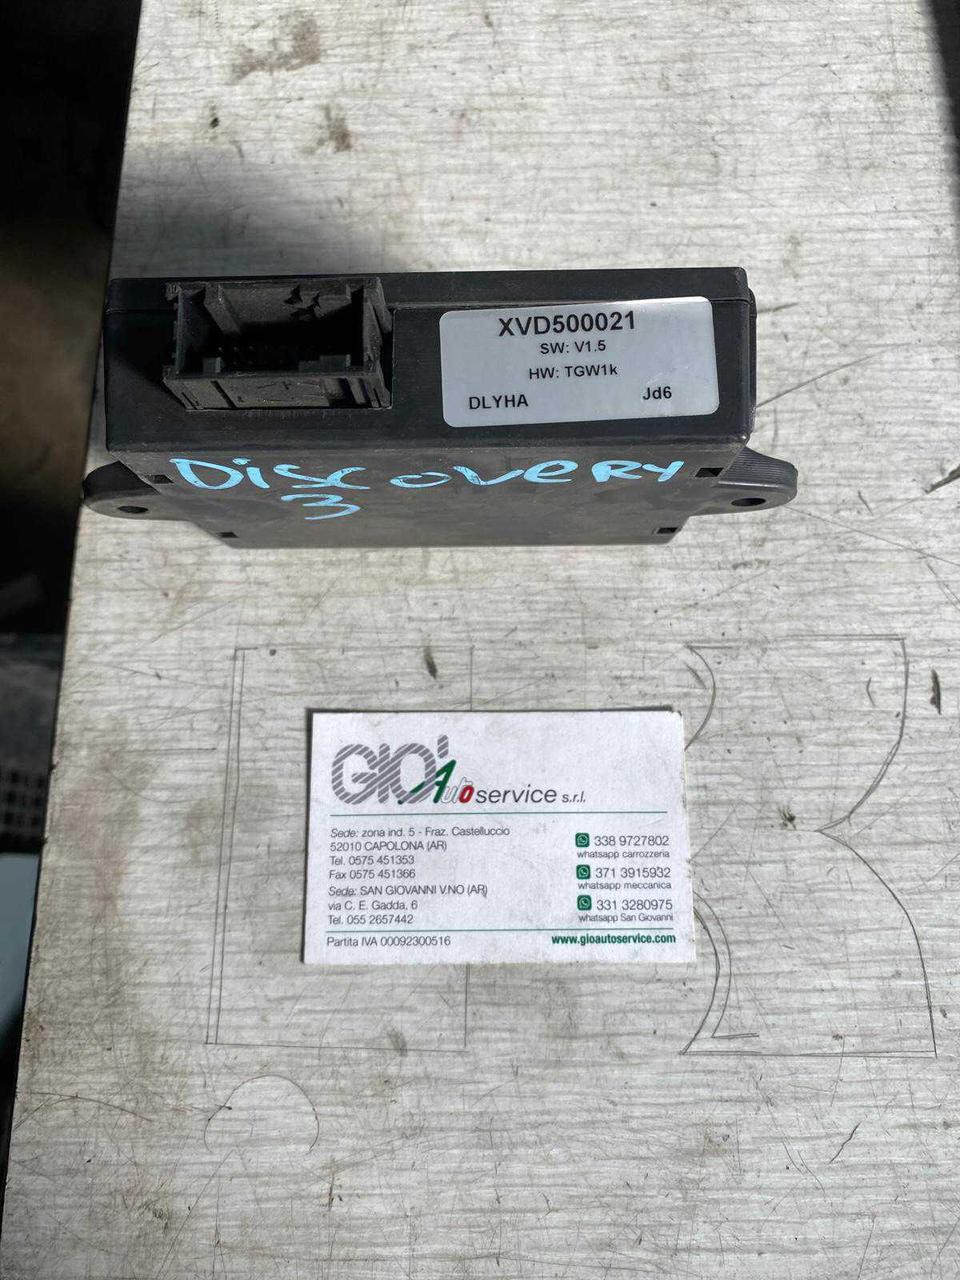 XVD500021
SW: V1.5
HW: TGW1k
DLYHA Jd6
DiscovERY
3
GIO' Auto service s.r.l.
Sede: zona ind. 5 - Fraz. Castelluccio
52010 CAPOLONA (AR)
Tel. 0575 451353
Fax 0575 451366
Sede: SAN GIOVANNI V.NO (AR)
via C. E. Gadda, 6
Tel. 055 2657442
338 9727802
whatsapp carrozzeria
371 3915932
whatsapp meccanica
331 3280975
whatsapp San Giovanni
Partita IVA 00092300516
www.gioautoservice.com